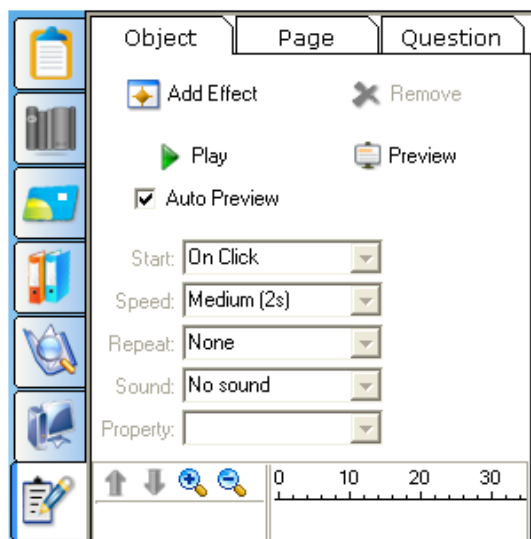 Object Page Question
Add Effect Remove
Play Preview
Auto Preview
Start: On Click
Speed: Medium (2s)
Repeat: None
Sound: No sound
Property:
0 10 20 30